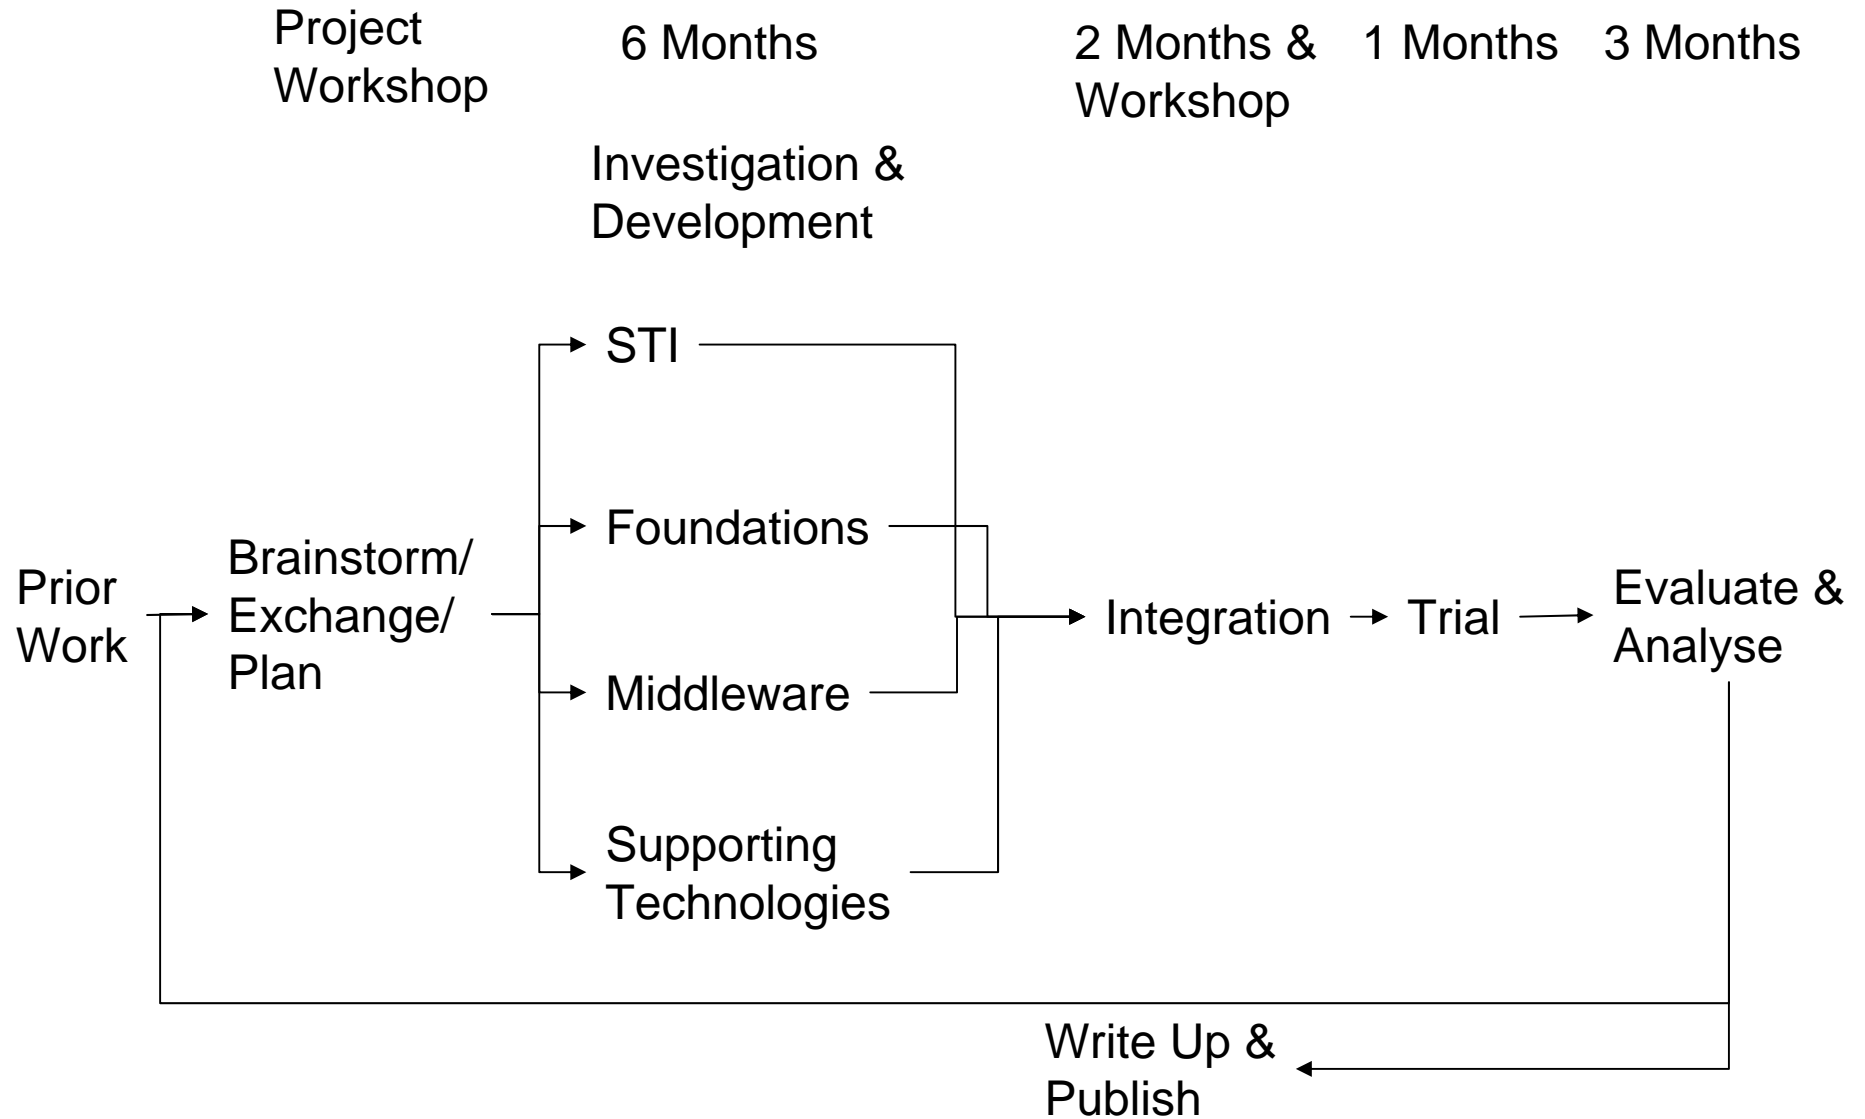 Project
Workshop
6 Months
2 Months &
Workshop
1 Months
3 Months
Investigation &
Development
STI
Foundations
Prior
Work
Brainstorm/
Exchange/
Plan
Middleware
Integration
Trial
Evaluate &
Analyse
Supporting
Technologies
Write Up &
Publish